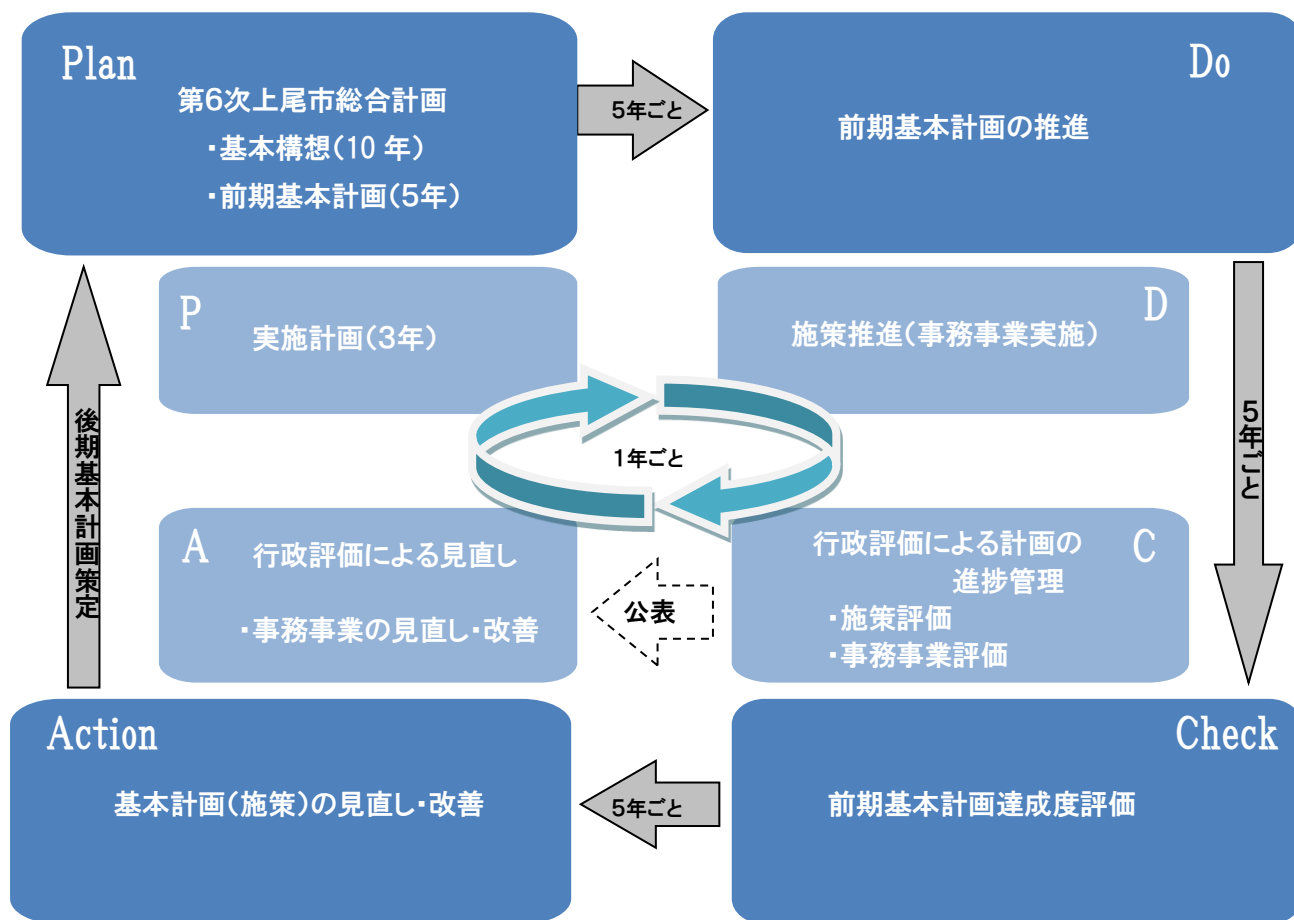 Plan
第6次上尾市総合計画
・基本構想(10 年)
・前期基本計画(5年)
5年ごと
Do
前期基本計画の推進
P
実施計画(3年)
D
施策推進(事務事業実施)
後期基本計画策定
1年ごと
5年ごと
A
行政評価による見直し
・事務事業の見直し・改善
公表
行政評価による計画の
進捗管理
・施策評価
・事務事業評価
C
Action
基本計画(施策)の見直し・改善
5年ごと
Check
前期基本計画達成度評価